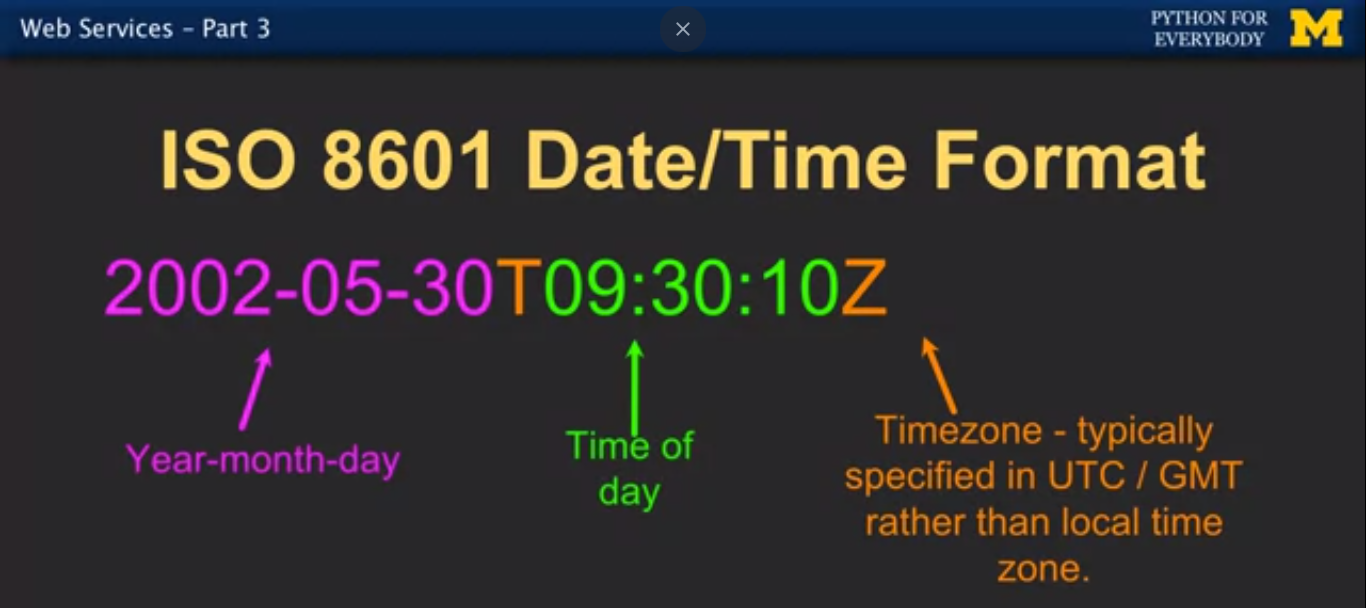 Web Services – Part 3
PYTHON FOR
EVERYBODY
M
ISO 8601 Date/Time Format
2002-05-30T09:30:10Z
Year-month-day
Time of
day
Timezone - typically
specified in UTC / GMT
rather than local time
zone.